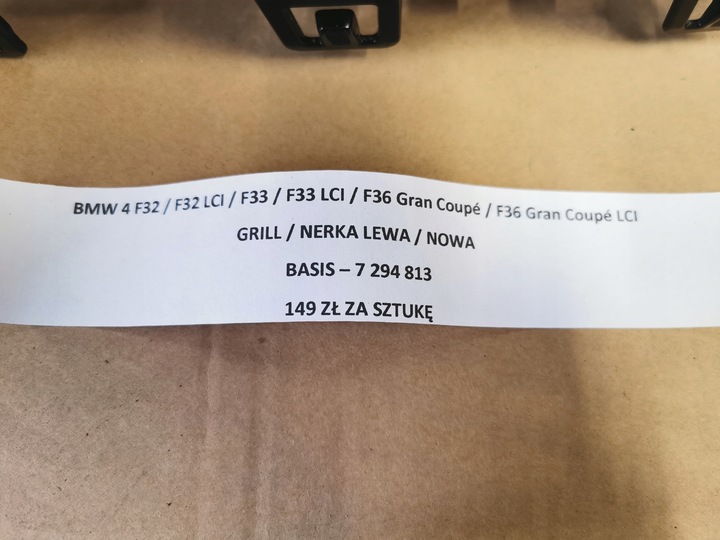 BMW 4 F32 / F32 LCI / F33 / F33 LCI / F36 Gran Coupé / F36 Gran Coupé LCI
GRILL / NERKA LEWA / NOWA
BASIS – 7 294 813
149 ZŁ ZA SZTUKĘ